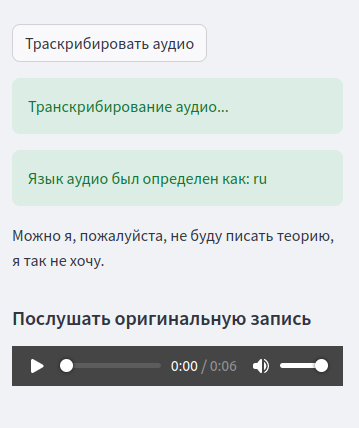 Траскрибировать аудио
Транскрибирование аудио...
Язык аудио был определен как: ru
Можно я, пожалуйста, не буду писать теорию,
я так не хочу.
Послушать оригинальную запись
0:00 / 0:06